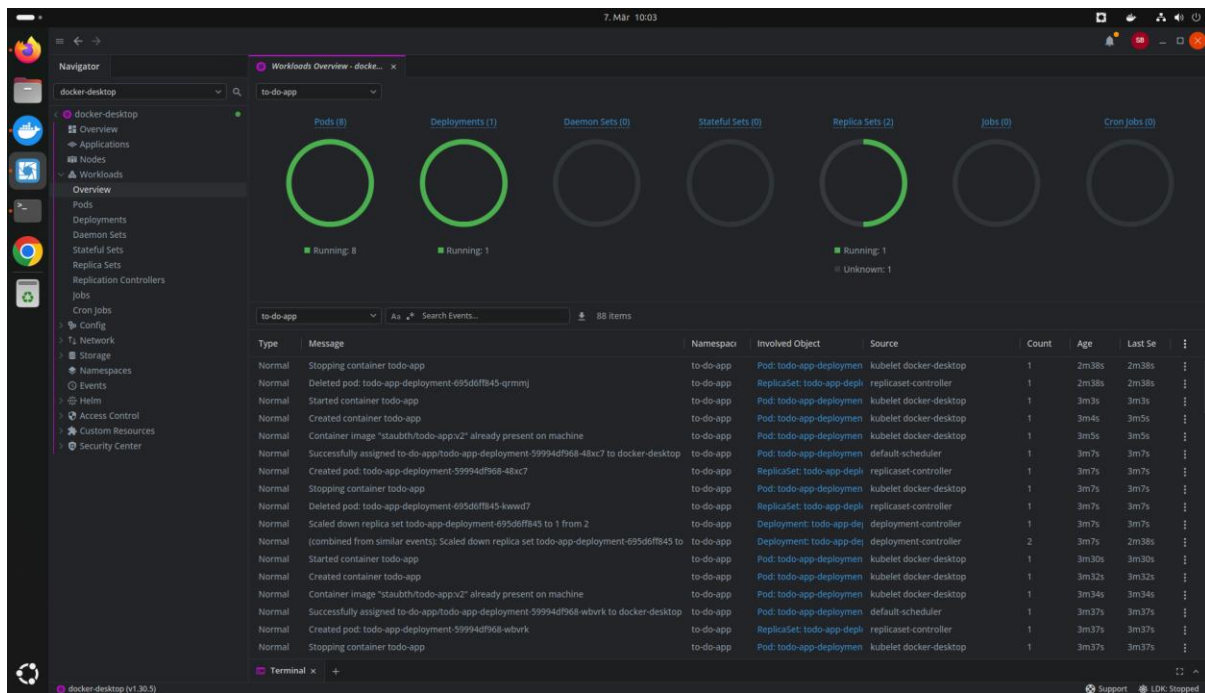 7. Mär 10:03
SB
Navigator
Workloads Overview - docke...
docker-desktop
to-do-app
docker-desktop
Overview
Applications
Nodes
Workloads
Overview
Pods
Deployments
Daemon Sets
Stateful Sets
Replica Sets
Replication Controllers
Jobs
Cron Jobs
Config
Network
Storage
Namespaces
Events
Helm
Access Control
Custom Resources
Security Center
Pods (8) Deployments (1) Daemon Sets (0) Stateful Sets (0) Replica Sets (2) Jobs (0) Cron Jobs (0)
Running: 8 Running: 1 Running: 1
Unknown: 1
to-do-app Aa .* Search Events... 88 items
Type Message Namespac Involved Object Source Count Age Last Se
Normal Stopping container todo-app to-do-app Pod: todo-app-deploymen kubelet docker-desktop 1 2m38s 2m38s
Normal Deleted pod: todo-app-deployment-695d6ff845-qrmmj to-do-app ReplicaSet: todo-app-depl replicaset-controller 1 2m38s 2m38s
Normal Started container todo-app to-do-app Pod: todo-app-deploymen kubelet docker-desktop 1 3m3s 3m3s
Normal Created container todo-app to-do-app Pod: todo-app-deploymen kubelet docker-desktop 1 3m4s 3m5s
Normal Container image "staubth/todo-app:v2" already present on machine to-do-app Pod: todo-app-deploymen kubelet docker-desktop 1 3m5s 3m5s
Normal Successfully assigned to-do-app/todo-app-deployment-59994df968-48xc7 to docker-desktop to-do-app Pod: todo-app-deploymen default-scheduler 1 3m7s 3m7s
Normal Created pod: todo-app-deployment-59994df968-48xc7 to-do-app ReplicaSet: todo-app-depl replicaset-controller 1 3m7s 3m7s
Normal Stopping container todo-app to-do-app Pod: todo-app-deploymen kubelet docker-desktop 1 3m7s 3m7s
Normal Deleted pod: todo-app-deployment-695d6ff845-kwwd7 to-do-app ReplicaSet: todo-app-depl replicaset-controller 1 3m7s 3m7s
Normal Scaled down replica set todo-app-deployment-695d6ff845 to 1 from 2 to-do-app Deployment: todo-app-de deployment-controller 1 3m7s 3m7s
Normal (combined from similar events): Scaled down replica set todo-app-deployment-695d6ff845 to to-do-app Deployment: todo-app-de deployment-controller 2 3m7s 2m38s
Normal Started container todo-app to-do-app Pod: todo-app-deploymen kubelet docker-desktop 1 3m30s 3m30s
Normal Created container todo-app to-do-app Pod: todo-app-deploymen kubelet docker-desktop 1 3m32s 3m32s
Normal Container image "staubth/todo-app:v2" already present on machine to-do-app Pod: todo-app-deploymen kubelet docker-desktop 1 3m34s 3m34s
Normal Successfully assigned to-do-app/todo-app-deployment-59994df968-wbvrk to docker-desktop to-do-app Pod: todo-app-deploymen default-scheduler 1 3m37s 3m37s
Normal Created pod: todo-app-deployment-59994df968-wbvrk to-do-app ReplicaSet: todo-app-depl replicaset-controller 1 3m37s 3m37s
Normal Stopping container todo-app to-do-app Pod: todo-app-deploymen kubelet docker-desktop 1 3m37s 3m37s
Terminal
docker-desktop (v1.30.5) Support LDK: Stopped